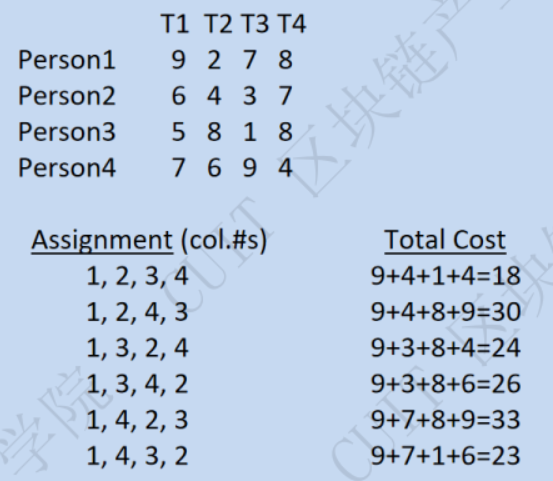 T1 T2 T3 T4
Person1 9 2 7 8
Person2 6 4 3 7
Person3 5 8 1 8
Person4 7 6 9 4
Assignment (col.#s) Total Cost
1, 2, 3, 4 9+4+1+4=18
1, 2, 4, 3 9+4+8+9=30
1, 3, 2, 4 9+3+8+4=24
1, 3, 4, 2 9+3+8+6=26
1, 4, 2, 3 9+7+8+9=33
1, 4, 3, 2 9+7+1+6=23
CUIT 区块链产
CUIT 区块链
学院